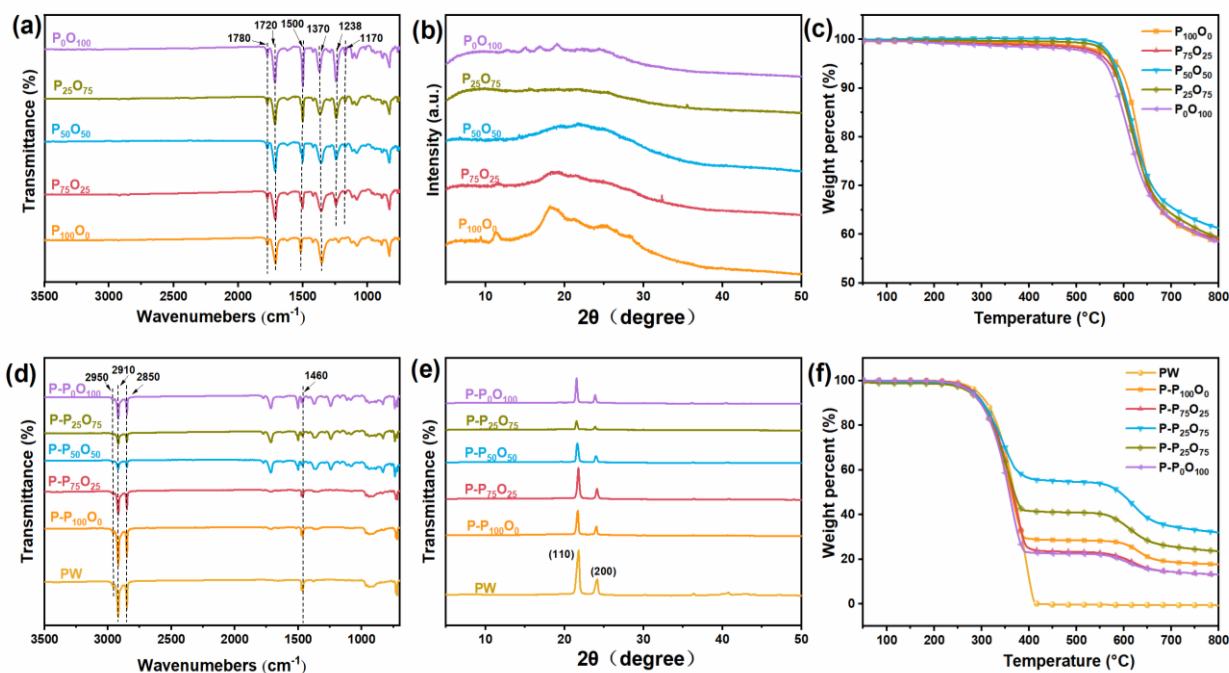 (a)
1780
1720
1500
1370
1238
1170
P₀O₁₀₀
P₂₅O₇₅
P₅₀O₅₀
P₇₅O₂₅
P₁₀₀O₀
Transmittance (%)
3500 3000 2500 2000 1500 1000
Wavenumebers (cm⁻¹)
(b)
P₀O₁₀₀
P₂₅O₇₅
P₅₀O₅₀
P₇₅O₂₅
P₁₀₀O₀
Intensity (a.u.)
10 20 30 40 50
2θ (degree)
(c)
P₁₀₀O₀
P₇₅O₂₅
P₅₀O₅₀
P₂₅O₇₅
P₀O₁₀₀
Weight percent (%)
100
90
80
70
60
50
100 200 300 400 500 600 700 800
Temperature (°C)
(d)
2950
2910
2850
1460
P-P₀O₁₀₀
P-P₂₅O₇₅
P-P₅₀O₅₀
P-P₇₅O₂₅
P-P₁₀₀O₀
PW
Transmittance (%)
3500 3000 2500 2000 1500 1000
Wavenumebers (cm⁻¹)
(e)
P-P₀O₁₀₀
P-P₂₅O₇₅
P-P₅₀O₅₀
P-P₇₅O₂₅
P-P₁₀₀O₀
PW
(110)
(200)
Transmittance (%)
10 20 30 40 50
2θ (degree)
(f)
PW
P-P₁₀₀O₀
P-P₇₅O₂₅
P-P₂₅O₇₅
P-P₂₅O₇₅
P-P₀O₁₀₀
Weight percent (%)
100
80
60
40
20
0
100 200 300 400 500 600 700 800
Temperature (°C)